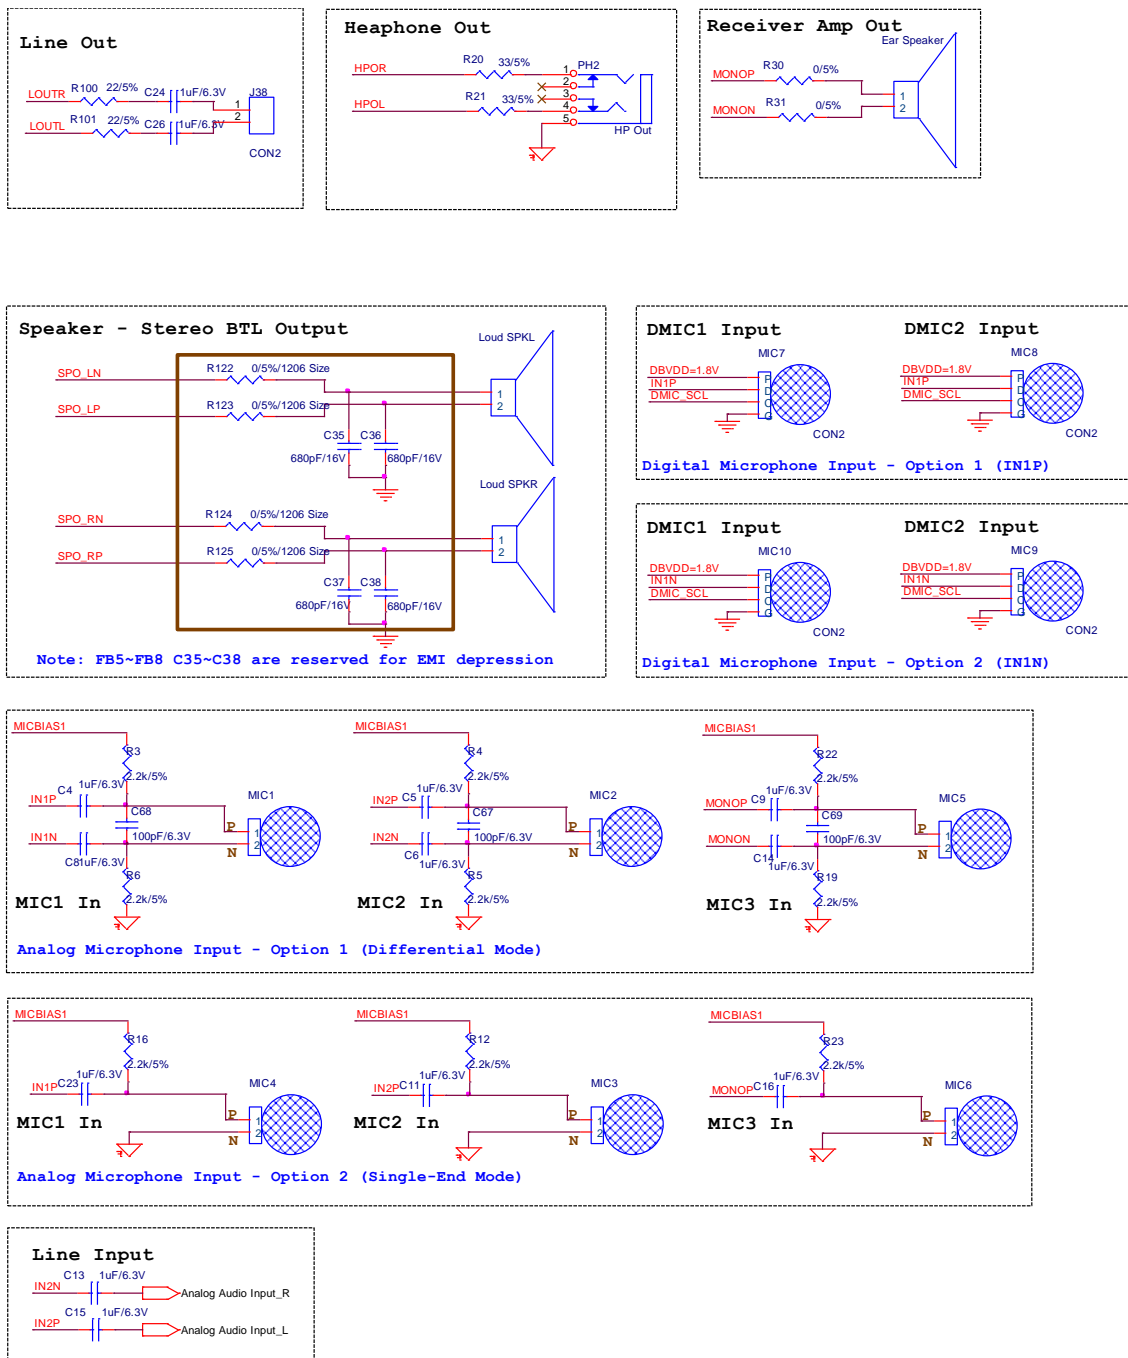 Line Out
LOUTR
R100 22/5%
C24 1uF/6.3V
J38
1
2
LOUTL
R101 22/5%
C26 1uF/6.3V
CON2
Heaphone Out
HPOR
R20 33/5%
HPOL
R21 33/5%
1
2
3
4
5
PH2
HP Out
Receiver Amp Out
Ear Speaker
MONOP
R30 0/5%
MONON
R31 0/5%
1
2
Speaker - Stereo BTL Output
Loud SPKL
SPO_LN
R122 0/5%/1206 Size
SPO_LP
R123 0/5%/1206 Size
1
2
C35
C36
680pF/16V
680pF/16V
Loud SPKR
SPO_RN
R124 0/5%/1206 Size
SPO_RP
R125 0/5%/1206 Size
1
2
C37
C38
680pF/16V
680pF/16V
Note: FB5~FB8 C35~C38 are reserved for EMI depression
DMIC1 Input
MIC7
DBVDD=1.8V
IN1P
DMIC_SCL
P
D
C
G
CON2
DMIC2 Input
MIC8
DBVDD=1.8V
IN1P
DMIC_SCL
P
D
C
G
CON2
Digital Microphone Input - Option 1 (IN1P)
DMIC1 Input
MIC10
DBVDD=1.8V
IN1N
DMIC_SCL
P
D
C
G
CON2
DMIC2 Input
MIC9
DBVDD=1.8V
IN1N
DMIC_SCL
P
D
C
G
CON2
Digital Microphone Input - Option 2 (IN1N)
MICBIAS1
R3
2.2k/5%
1uF/6.3V
IN1P
C4
C68
100pF/6.3V
IN1N
C8
1uF/6.3V
R6
2.2k/5%
MIC1
P
N
1
2
MIC1 In
MICBIAS1
R4
2.2k/5%
1uF/6.3V
IN2P
C5
C67
100pF/6.3V
IN2N
C6
1uF/6.3V
R5
2.2k/5%
MIC2
P
N
1
2
MIC2 In
MICBIAS1
R22
2.2k/5%
1uF/6.3V
MONOP
C9
C69
100pF/6.3V
MONON
C14
1uF/6.3V
R19
2.2k/5%
MIC5
P
N
1
2
MIC3 In
Analog Microphone Input - Option 1 (Differential Mode)
MICBIAS1
R16
2.2k/5%
1uF/6.3V
IN1P
C23
MIC4
P
N
1
2
MIC1 In
MICBIAS1
R12
2.2k/5%
1uF/6.3V
IN2P
C11
MIC3
P
N
1
2
MIC2 In
MICBIAS1
R23
2.2k/5%
1uF/6.3V
MONOP
C16
MIC6
P
N
1
2
MIC3 In
Analog Microphone Input - Option 2 (Single-End Mode)
Line Input
C13 1uF/6.3V
IN2N
Analog Audio Input_R
C15 1uF/6.3V
IN2P
Analog Audio Input_L